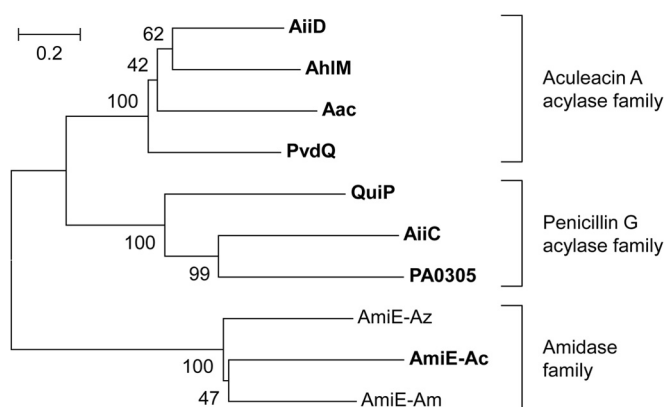 62
AiiD
0.2
42
AhlM
Aculeacin A
acylase family
100
Aac
PvdQ
QuiP
Penicillin G
acylase family
100
AiiC
99
PA0305
AmiE-Az
100
AmiE-Ac
Amidase
family
47
AmiE-Am